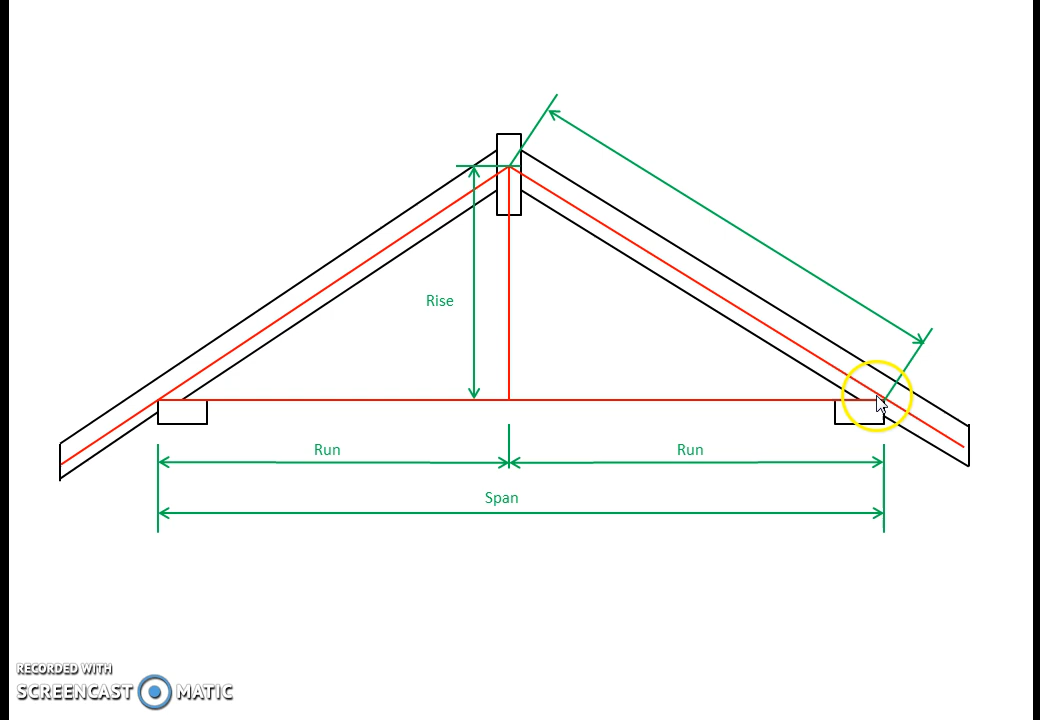 Rise
Run
Run
Span
RECORDED WITH
SCREENCAST MATIC